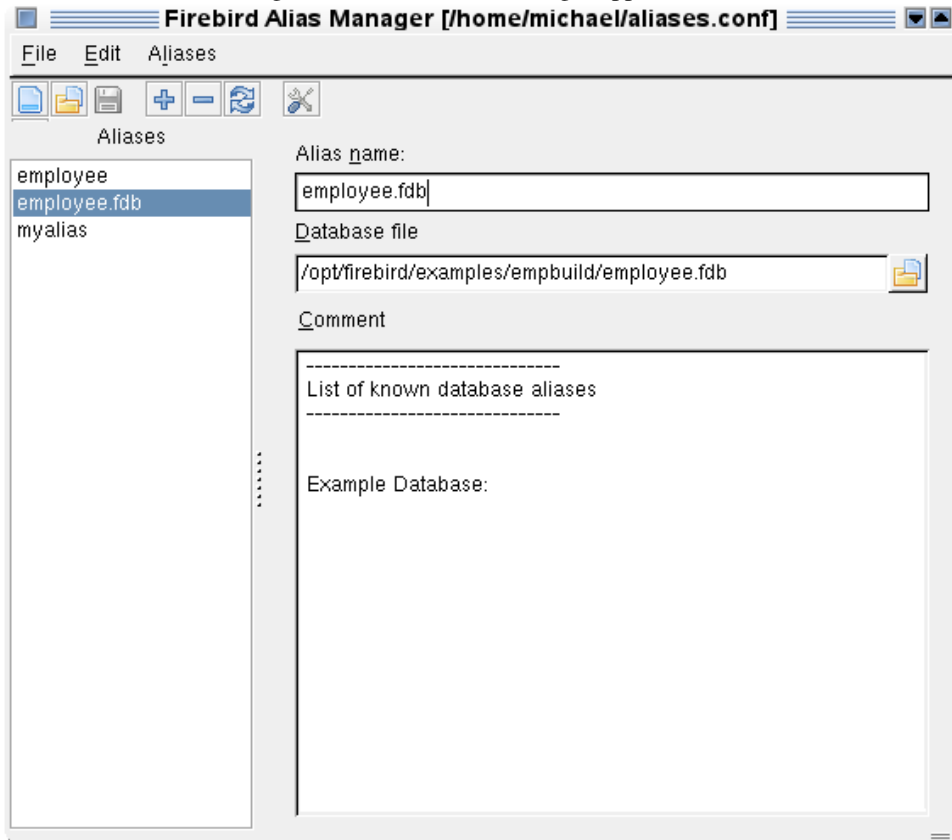 Firebird Alias Manager [/home/michael/aliases.conf]
File Edit Aliases
Aliases
employee
employee.fdb
myalias
Alias name:
employee.fdb
Database file
/opt/firebird/examples/empbuild/employee.fdb
Comment
------------------------------
List of known database aliases
------------------------------
Example Database: